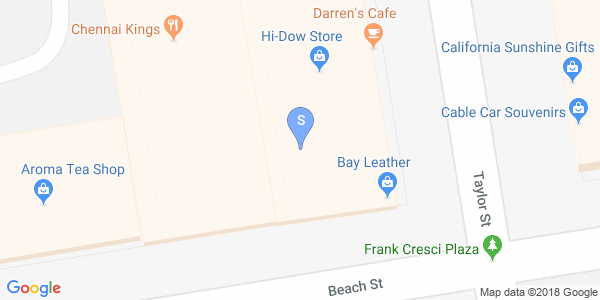 Darren's Cafe
Chennai Kings
Hi-Dow Store
California Sunshine Gifts
S
Cable Car Souvenirs
Bay Leather
Aroma Tea Shop
Taylor St
Frank Cresci Plaza
Beach St
Google
Map data ©2018 Google